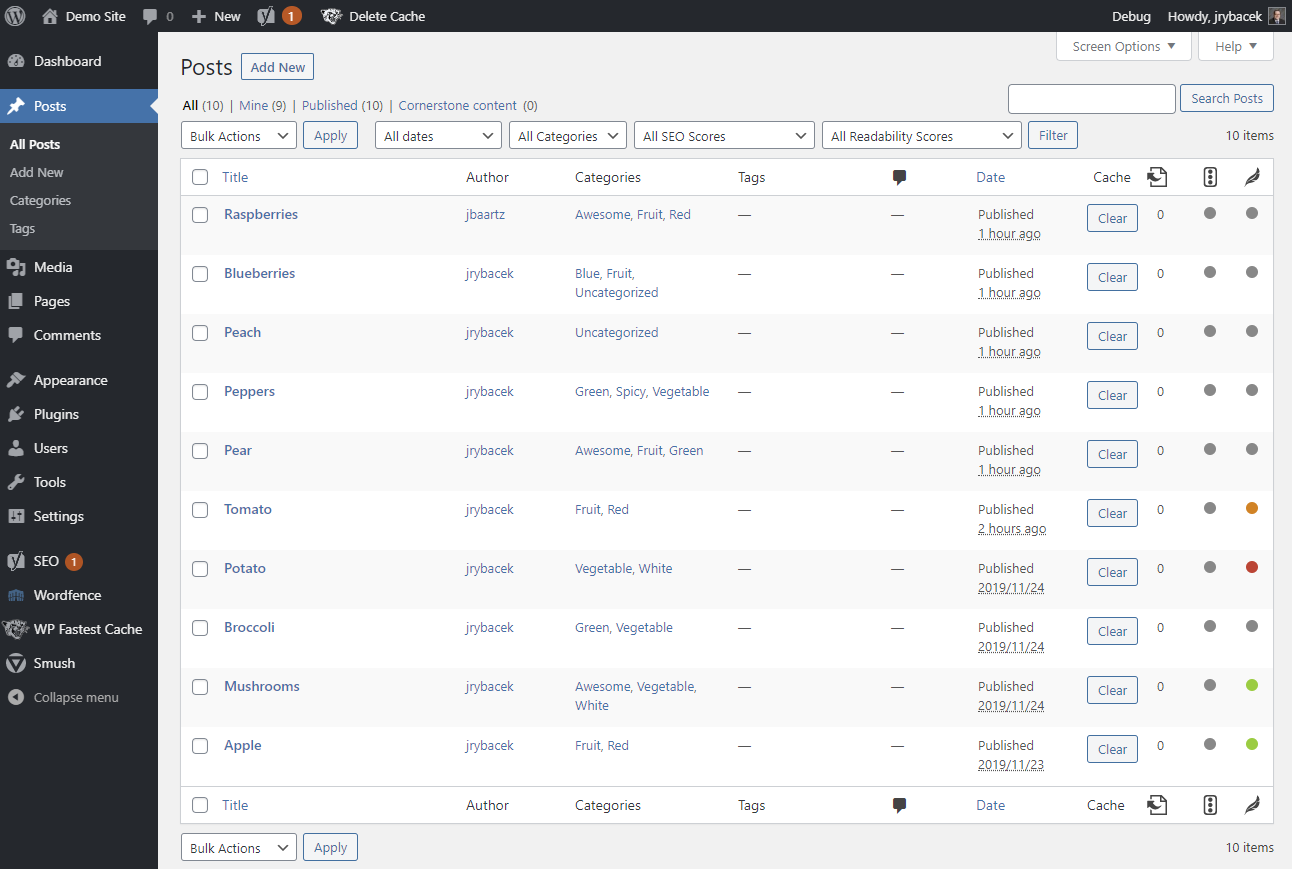 Demo Site 0 New 1 Delete Cache Debug Howdy, jrybacek
Dashboard
Posts
All Posts
Add New
Categories
Tags
Media
Pages
Comments
Appearance
Plugins
Users
Tools
Settings
SEO 1
Wordfence
WP Fastest Cache
Smush
Collapse menu
Screen Options Help
Posts Add New
All (10) | Mine (9) | Published (10) | Cornerstone content (0)
Search Posts
Bulk Actions Apply All dates All Categories All SEO Scores All Readability Scores Filter 10 items
Title Author Categories Tags Date Cache
Raspberries jbaartz Awesome, Fruit, Red — — Published Clear 0
1 hour ago
Blueberries jrybacek Blue, Fruit, — — Published Clear 0
Uncategorized 1 hour ago
Peach jrybacek Uncategorized — — Published Clear 0
1 hour ago
Peppers jrybacek Green, Spicy, Vegetable — — Published Clear 0
1 hour ago
Pear jrybacek Awesome, Fruit, Green — — Published Clear 0
1 hour ago
Tomato jrybacek Fruit, Red — — Published Clear 0
2 hours ago
Potato jrybacek Vegetable, White — — Published Clear 0
2019/11/24
Broccoli jrybacek Green, Vegetable — — Published Clear 0
2019/11/24
Mushrooms jrybacek Awesome, Vegetable, — — Published Clear 0
White 2019/11/24
Apple jrybacek Fruit, Red — — Published Clear 0
2019/11/23
Title Author Categories Tags Date Cache
Bulk Actions Apply 10 items